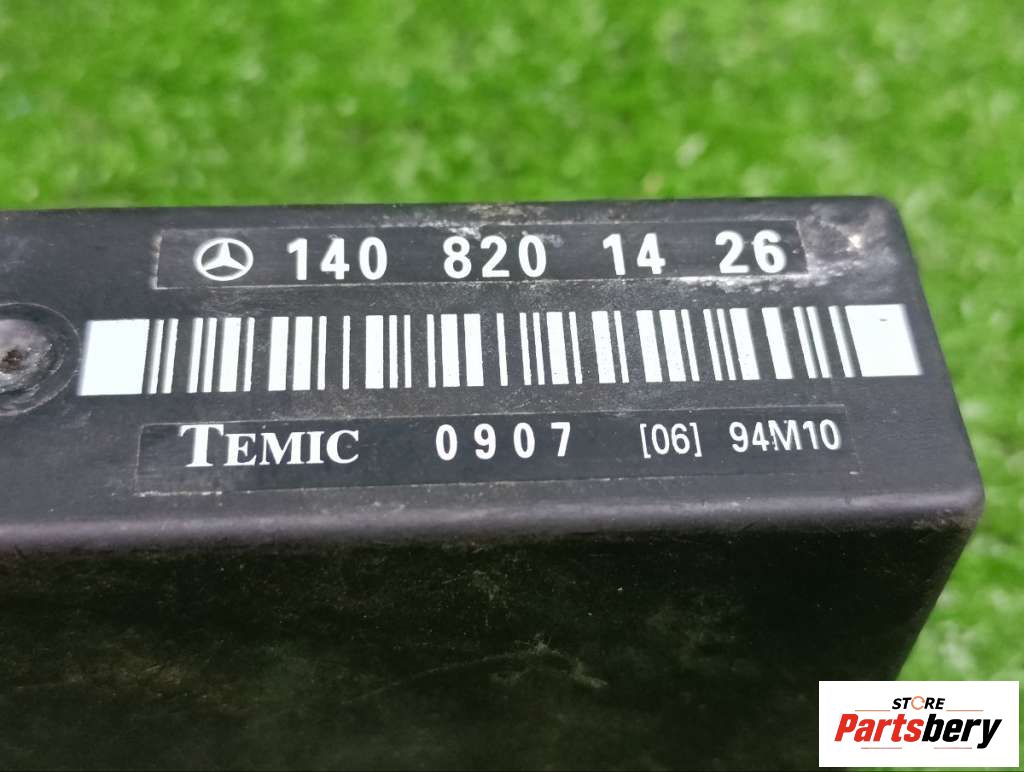 140 820 14 26
TEMIC 0907 [06] 94M10
STORE
Partsbery